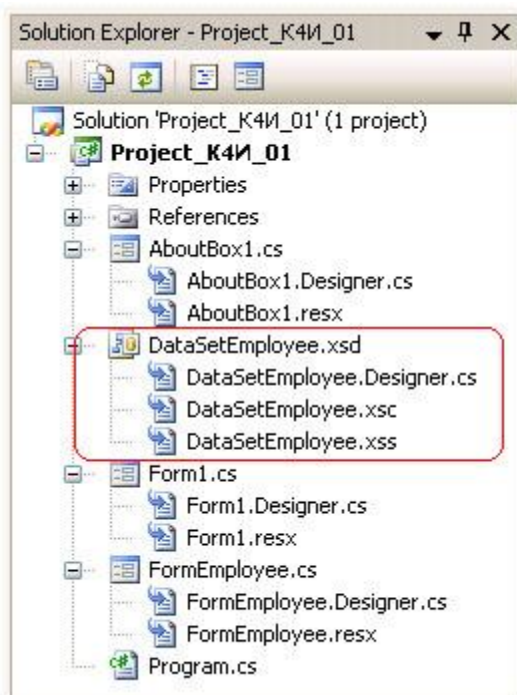 Solution Explorer - Project_К4И_01
Solution 'Project_К4И_01' (1 project)
Project_К4И_01
Properties
References
AboutBox1.cs
AboutBox1.Designer.cs
AboutBox1.resx
DataSetEmployee.xsd
DataSetEmployee.Designer.cs
DataSetEmployee.xsc
DataSetEmployee.xss
Form1.cs
Form1.Designer.cs
Form1.resx
FormEmployee.cs
FormEmployee.Designer.cs
FormEmployee.resx
Program.cs